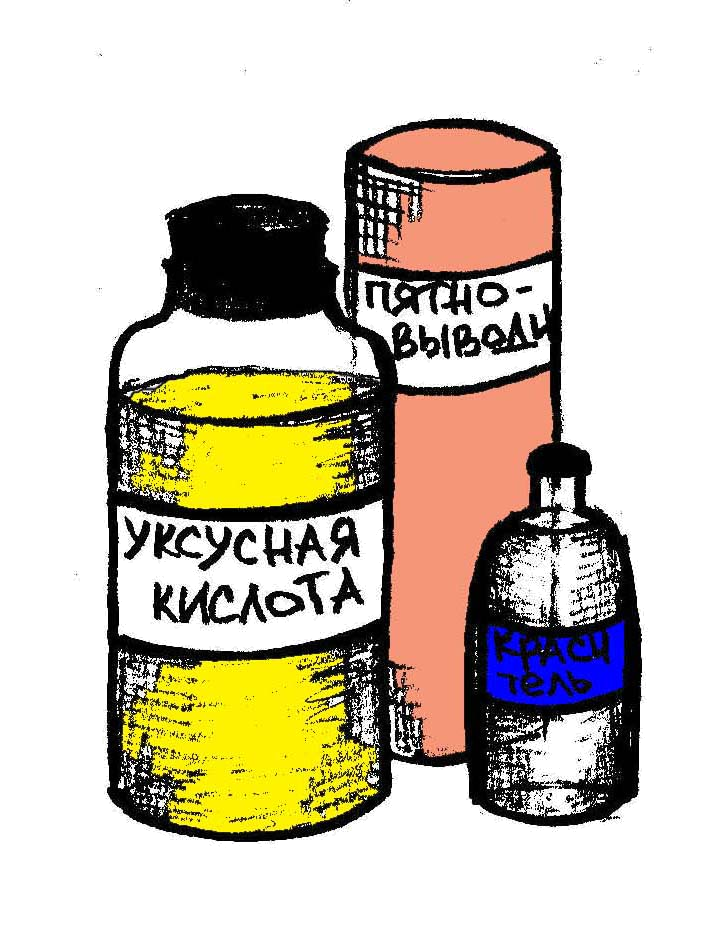 ПЯТНО-
ВЫВОДИ
УКСУСНАЯ
КИСЛОТА
КРАСИ
ТЕЛЬ